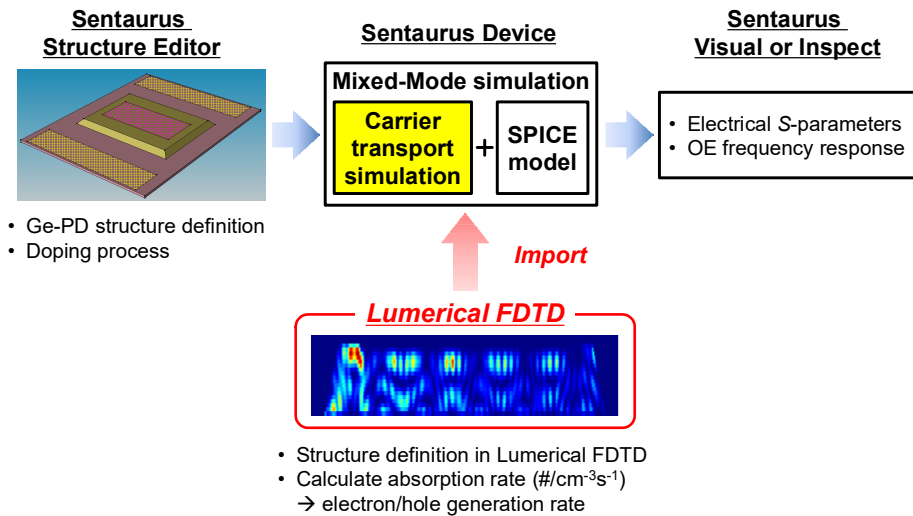 Sentaurus
Structure Editor
• Ge-PD structure definition
• Doping process
Sentaurus Device
Mixed-Mode simulation
Carrier
transport
simulation
+
SPICE
model
Sentaurus
Visual or Inspect
• Electrical S-parameters
• OE frequency response
Import
Lumerical FDTD
• Structure definition in Lumerical FDTD
• Calculate absorption rate (#/cm⁻³s⁻¹)
→ electron/hole generation rate